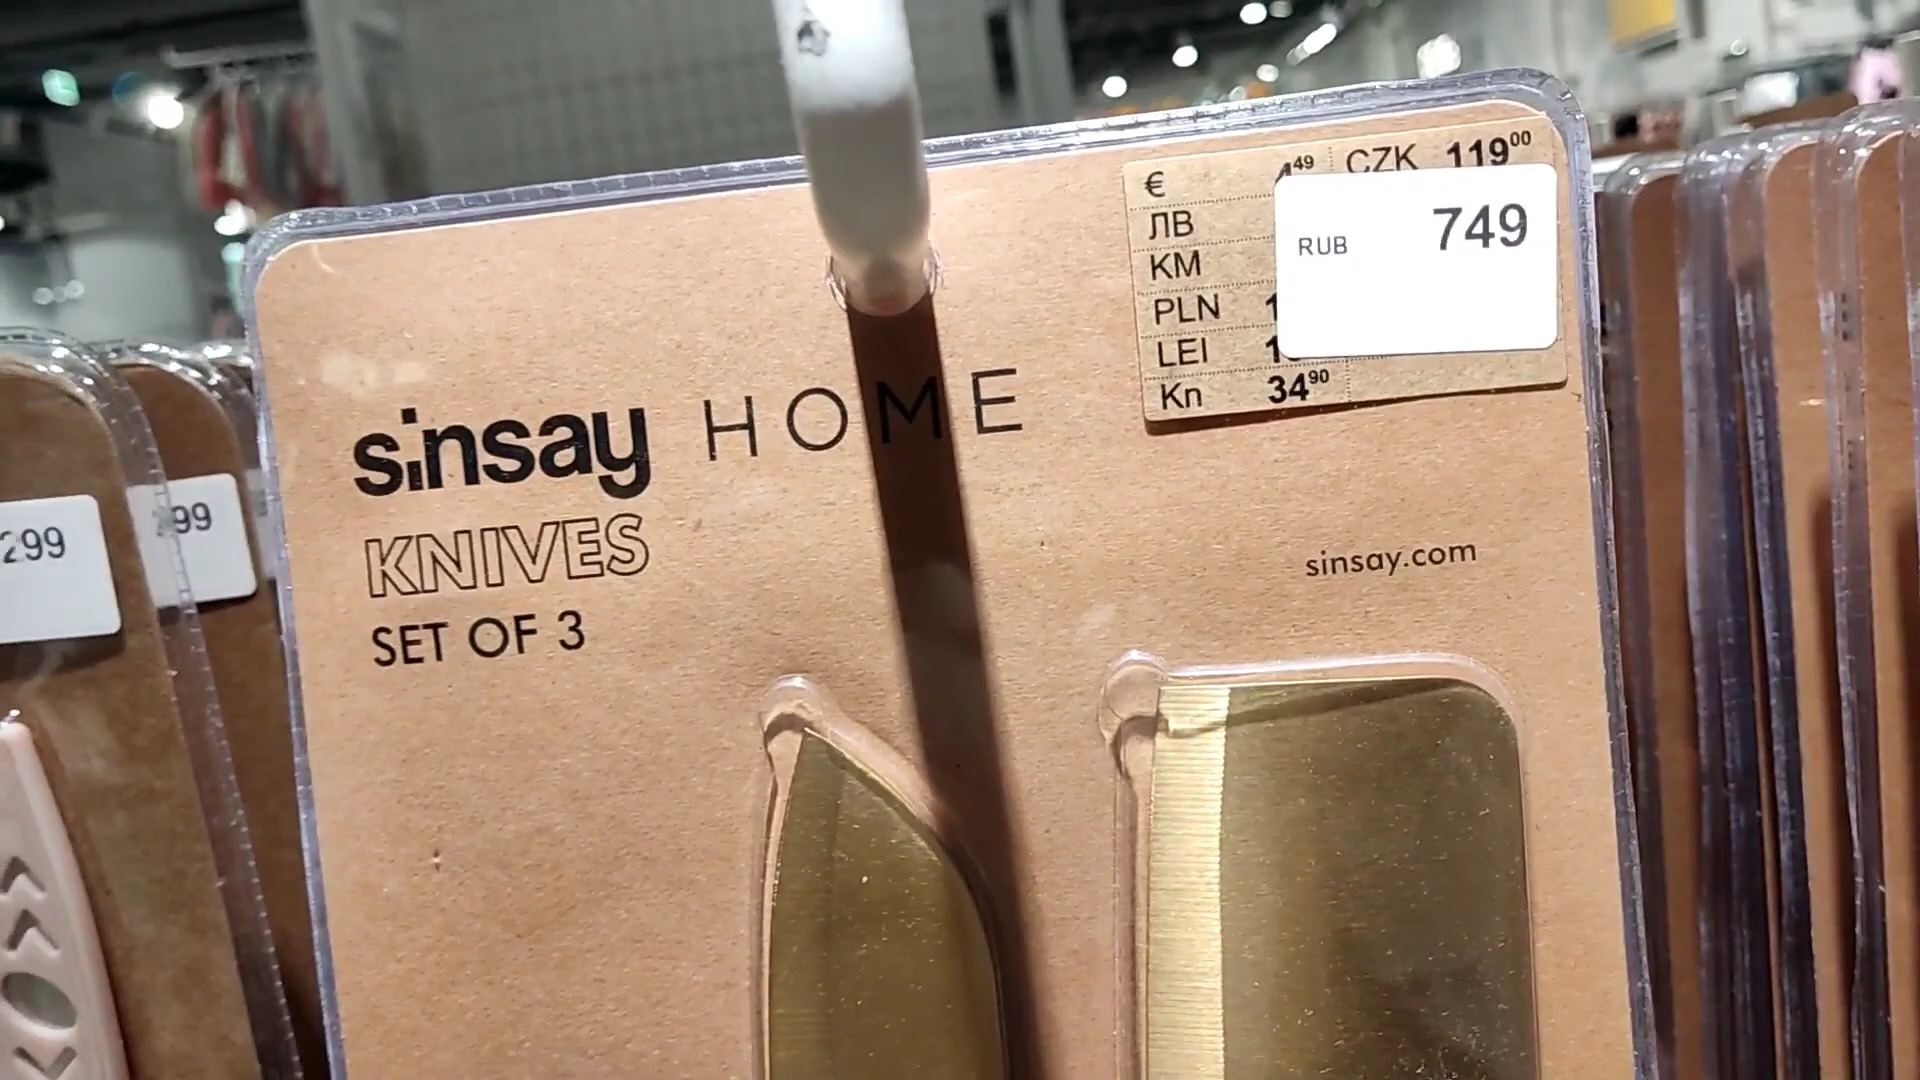 € 4⁴⁹ CZK 119⁰⁰
ЛВ
KM
PLN
LEI
Kn 34⁹⁰
RUB 749
sinsay HOME
KNIVES
SET OF 3
sinsay.com
299
99